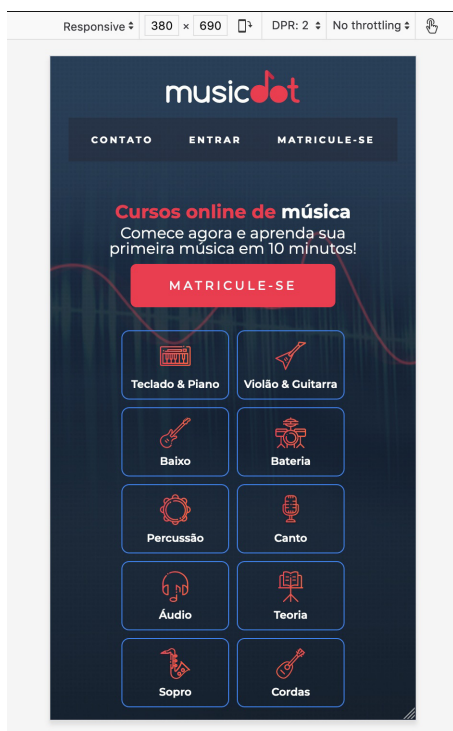 Responsive 380 × 690 DPR: 2 No throttling
musicdot
CONTATO ENTRAR MATRICULE-SE
Cursos online de música
Comece agora e aprenda sua
primeira música em 10 minutos!
MATRICULE-SE
Teclado & Piano Violão & Guitarra
Baixo Bateria
Percussão Canto
Áudio Teoria
Sopro Cordas